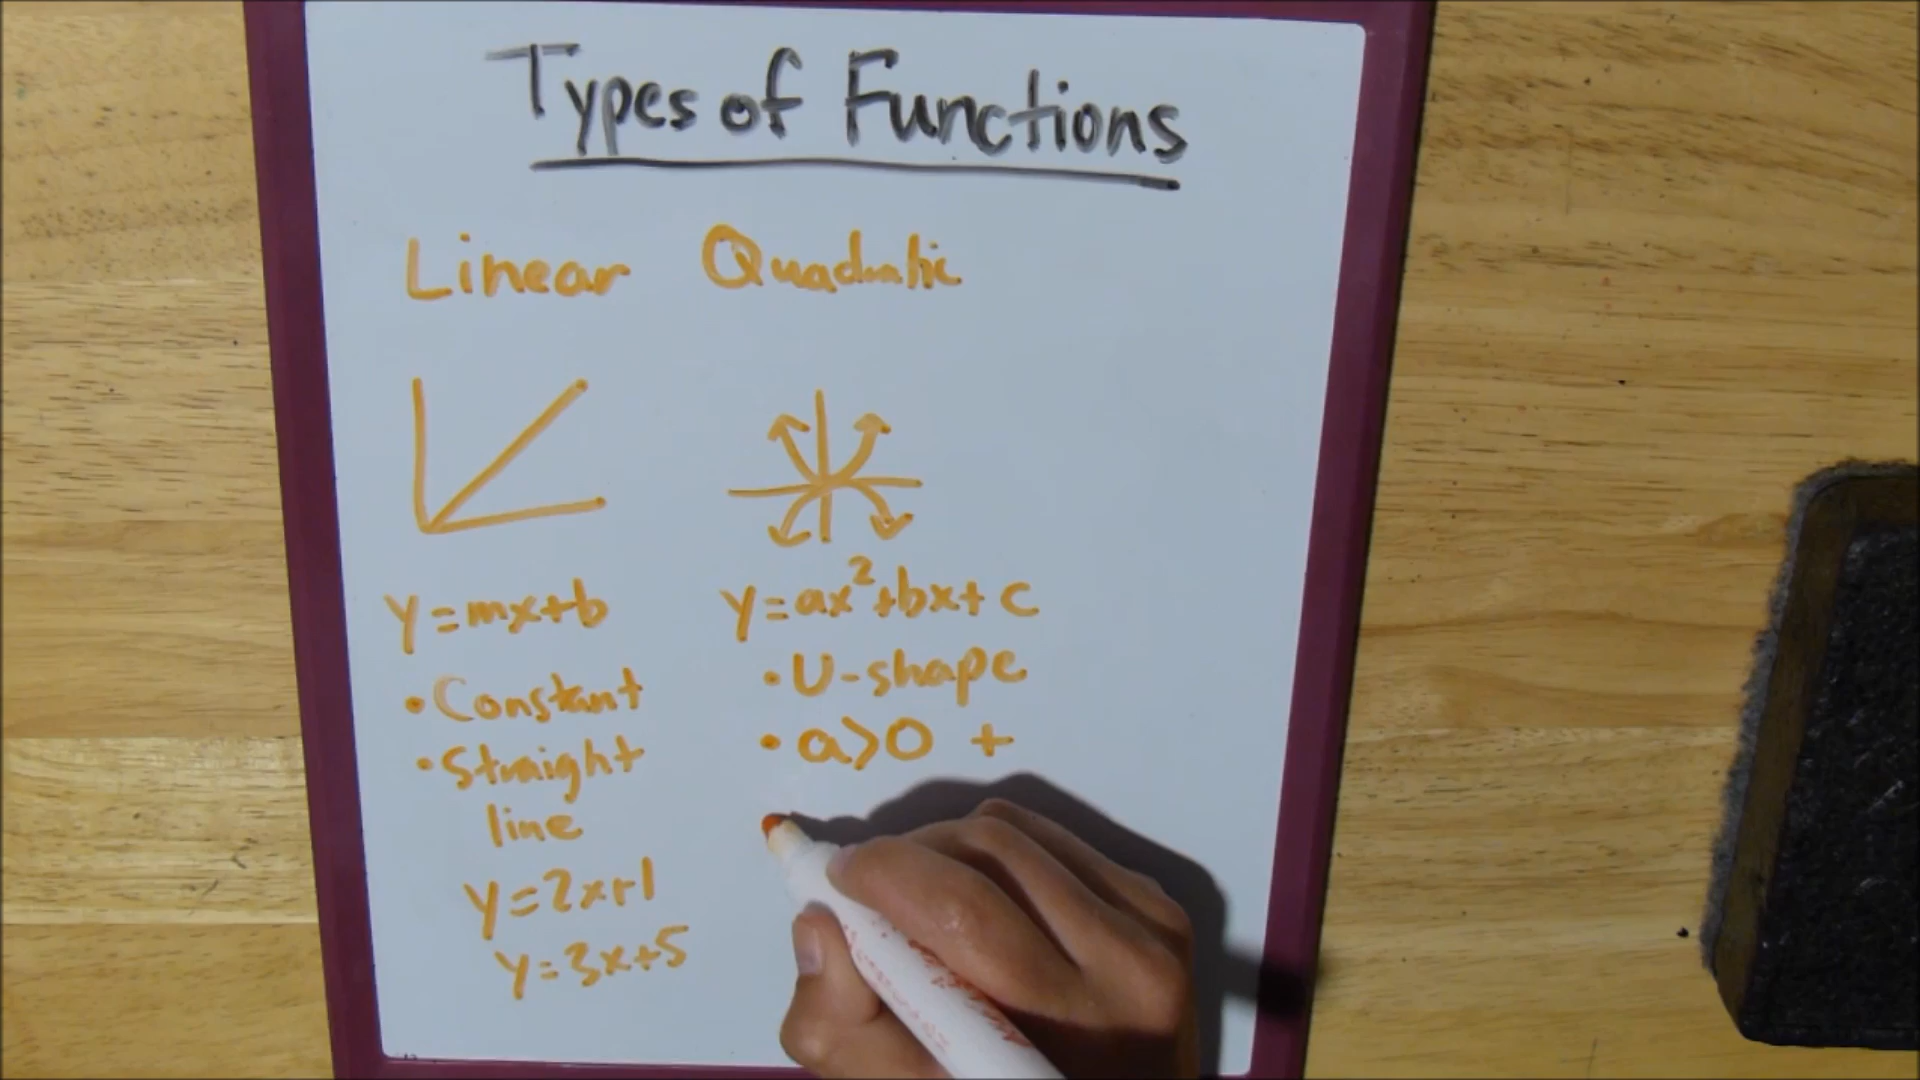 Types of Functions
Linear
y=mx+b
• Constant
• Straight
line
y=2x+1
y=3x+5
Quadratic
y=ax²+bx+c
• U-shape
• a>0 +